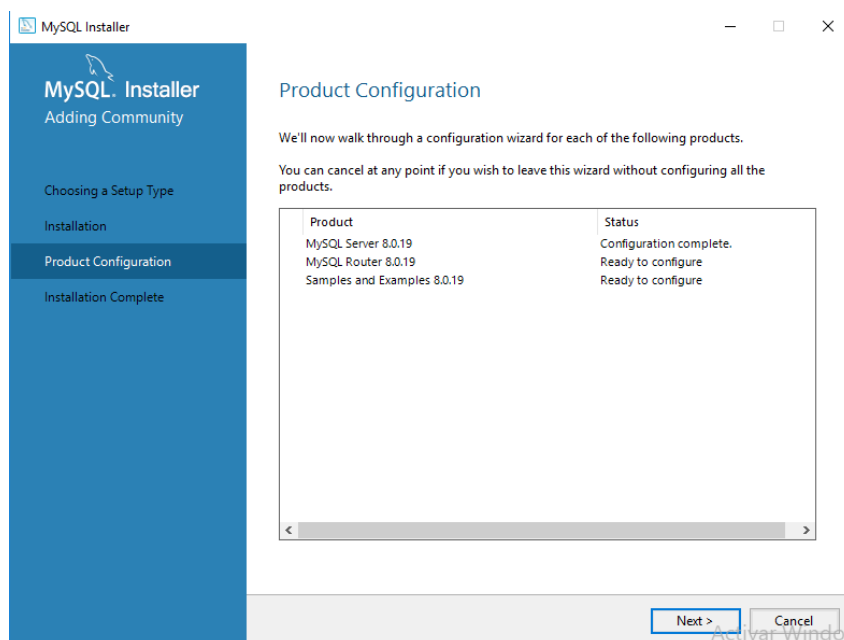 MySQL Installer
MySQL. Installer
Adding Community
Choosing a Setup Type
Installation
Product Configuration
Installation Complete
Product Configuration
We'll now walk through a configuration wizard for each of the following products.
You can cancel at any point if you wish to leave this wizard without configuring all the
products.
Product Status
MySQL Server 8.0.19 Configuration complete.
MySQL Router 8.0.19 Ready to configure
Samples and Examples 8.0.19 Ready to configure
Next > Cancel
Activar Windo